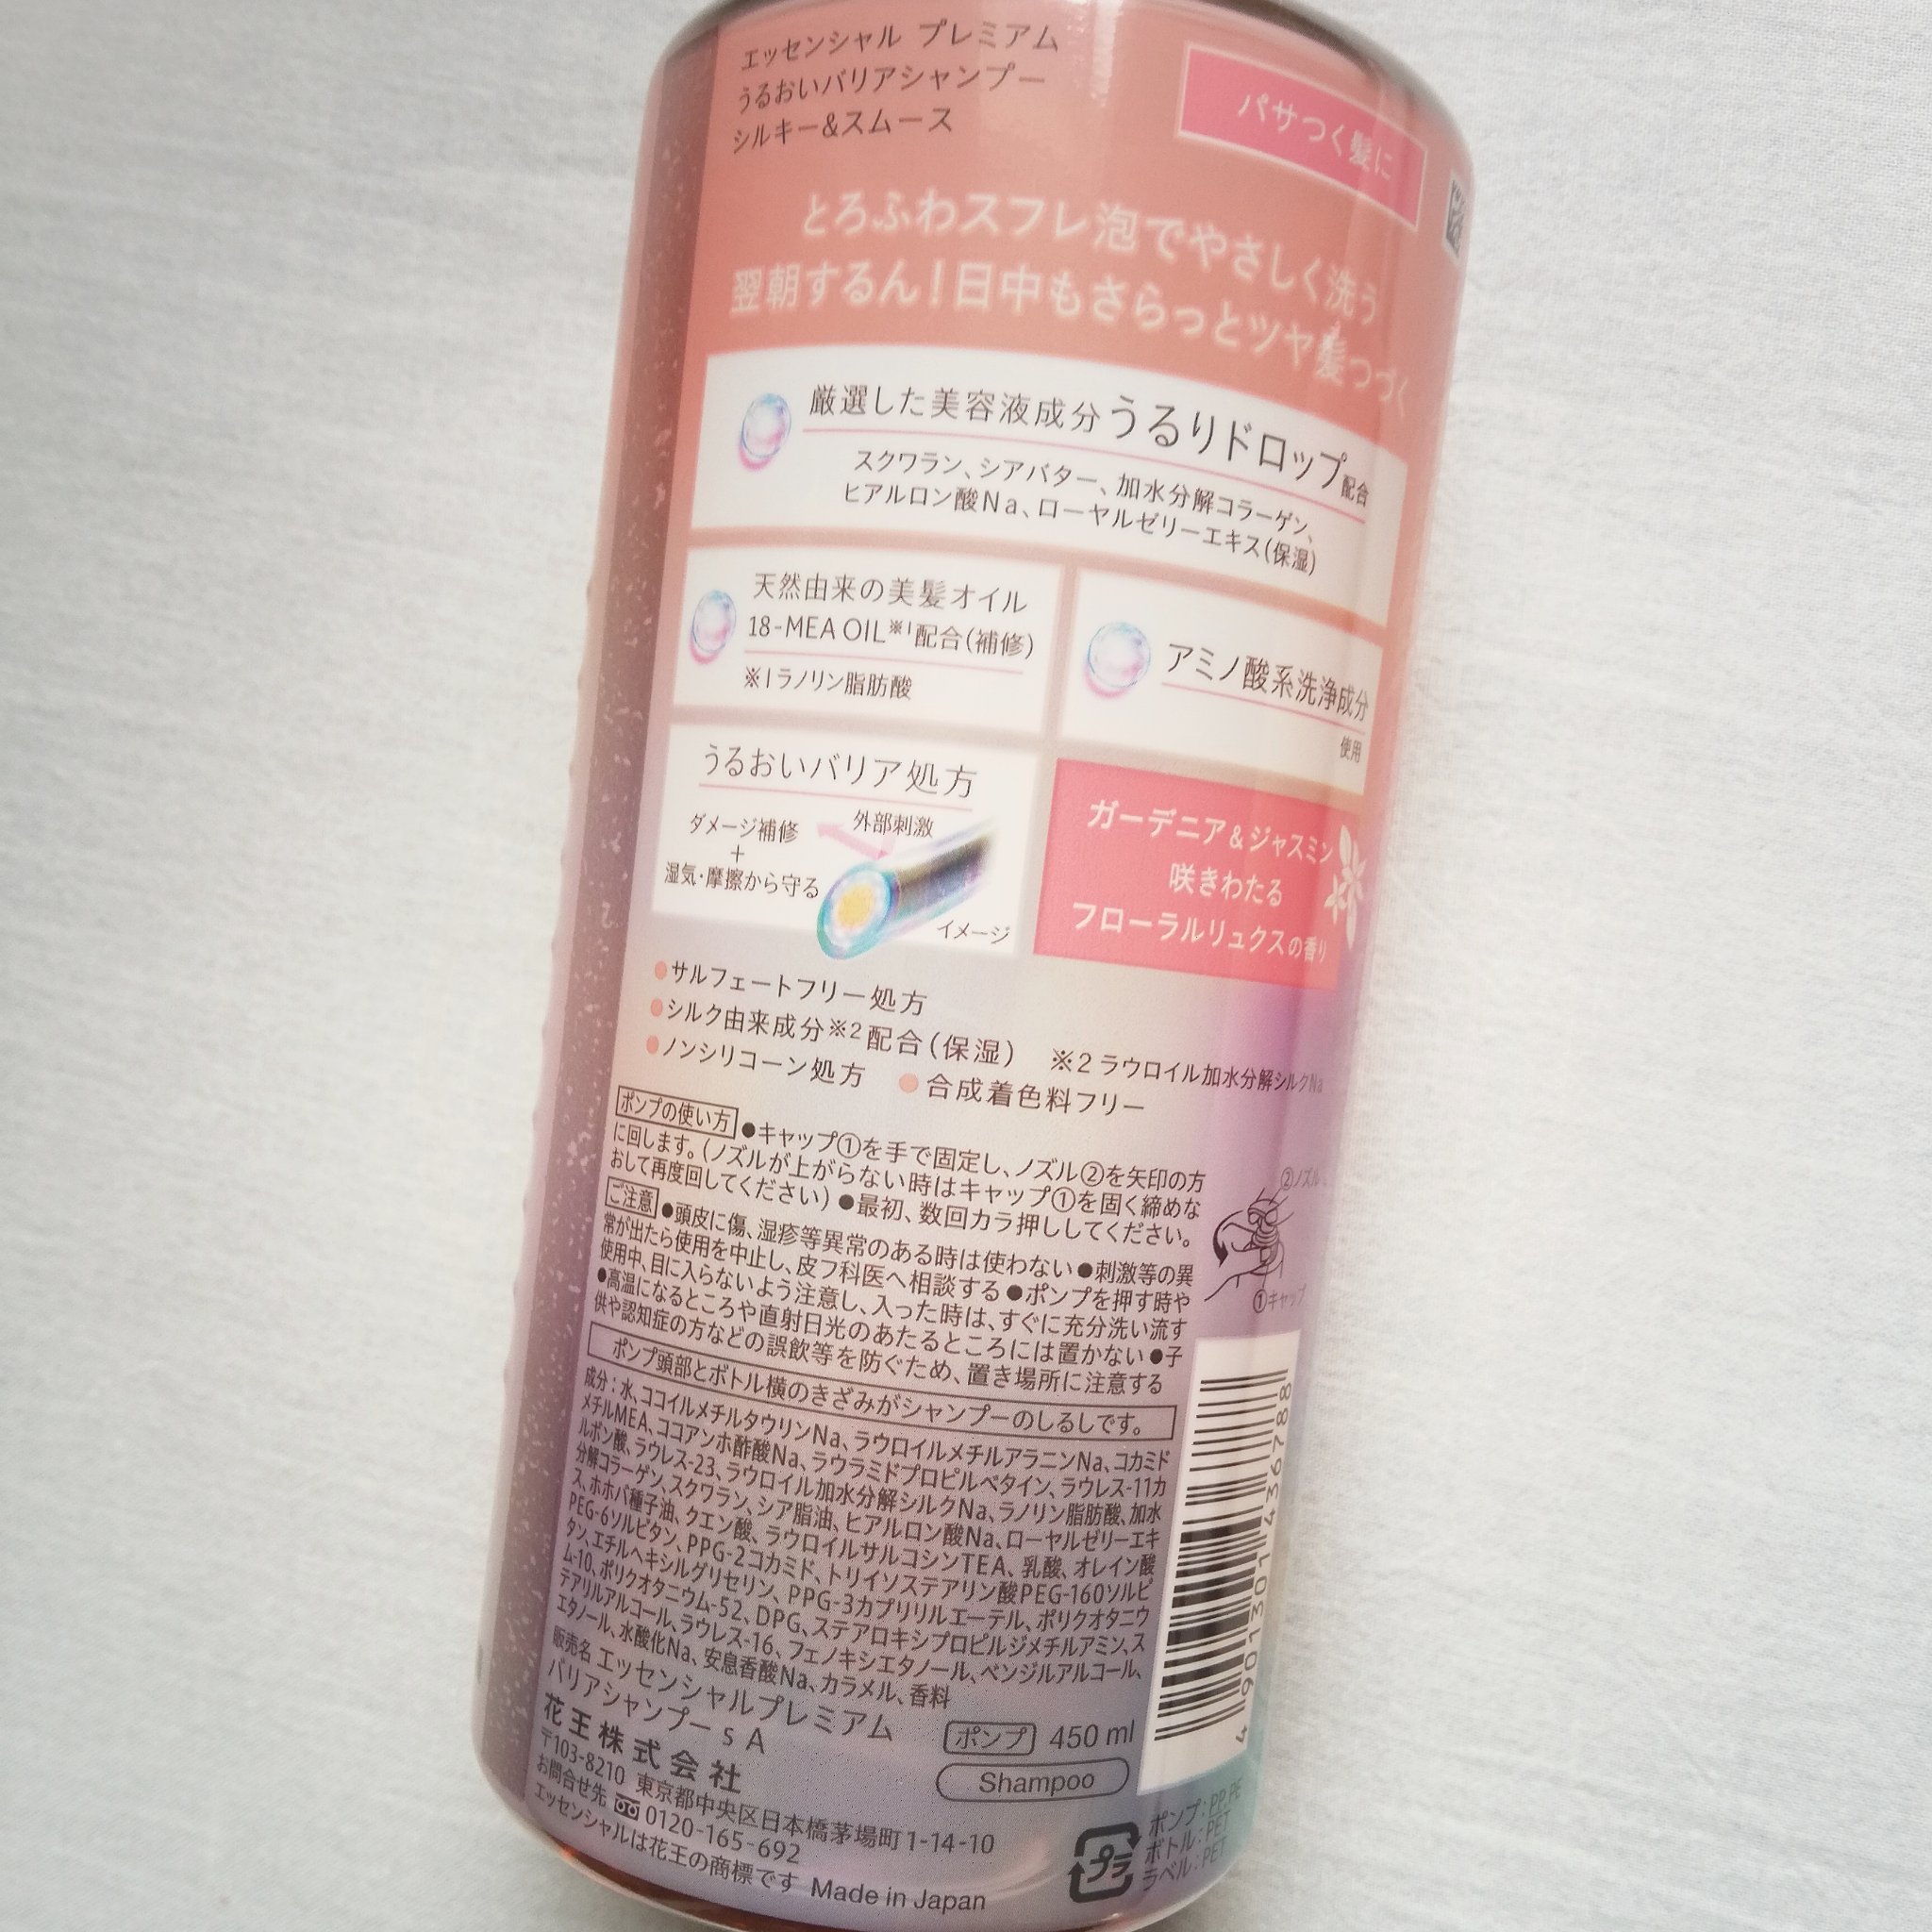 エッセンシャル プレミアム
うるおいバリアシャンプー
シルキー&スムース
パサつく髪に
とろふわスフレ泡でやさしく洗う
翌朝するん!日中もさらっとツヤ髪つづく
厳選した美容液成分うるりドロップ配合
スクワラン、シアバター、加水分解コラーゲン、
ヒアルロン酸Na、ローヤルゼリーエキス(保湿)
天然由来の美髪オイル
18-MEA OIL※1配合(補修)
※1ラノリン脂肪酸
アミノ酸系洗浄成分
使用
うるおいバリア処方
ダメージ補修
+
湿気・摩擦から守る
外部刺激
イメージ
ガーデニア&ジャスミン
咲きわたる
フローラルリュクスの香り
●サルフェートフリー処方
●シルク由来成分※2配合(保湿) ※2 ラウロイル加水分解シルクNa
●ノンシリコーン処方 ●合成着色料フリー
ポンプの使い方 ●キャップ①を手で固定し、ノズル②を矢印の方
に回します。(ノズルが上がらない時はキャップ①を固く締めな
おして再度回してください) ●最初、数回カラ押ししてください。
②ノズル
①キャップ
ご注意 ●頭皮に傷、湿疹等異常のある時は使わない●刺激等の異
常が出たら使用を中止し、皮フ科医へ相談する●ポンプを押す時や
使用中、目に入らないよう注意し、入った時は、すぐに充分洗い流す
●高温になるところや直射日光のあたるところには置かない●子
供や認知症の方などの誤飲等を防ぐため、置き場所に注意する
ポンプ頭部とボトル横のきざみがシャンプーのしるしです。
成分:水、ココイルメチルタウリンNa、ラウロイルメチルアラニンNa、コカミド
メチルMEA、ココアンホ酢酸Na、ラウラミドプロピルベタイン、ラウレス-11カ
ルボン酸、ラウレス-23、ラウロイル加水分解シルクNa、ラノリン脂肪酸、加水
分解コラーゲン、スクワラン、シア脂油、ヒアルロン酸Na、ローヤルゼリーエキ
ス、ホホバ種子油、クエン酸、ラウロイルサルコシンTEA、乳酸、オレイン酸
PEG-6ソルビタン、PPG-2コカミド、トリイソステアリン酸PEG-160ソルビ
タン、エチルヘキシルグリセリン、PPG-3カプリリルエーテル、ポリクオタニウ
ム-10、ポリクオタニウム-52、DPG、ステアロキシプロピルジメチルアミン、ス
テアリルアルコール、ラウレス-16、フェノキシエタノール、ベンジルアルコール、
エタノール、水酸化Na、安息香酸Na、カラメル、香料
販売名 エッセンシャルプレミアム
バリアシャンプー s A
花王株式会社
〒103-8210 東京都中央区日本橋茅場町1-14-10
お問合せ先 0120-165-692
エッセンシャルは花王の商標です Made in Japan
ポンプ 450 ml
Shampoo
4 901301 436788
プラ
ポンプ:PP,PE
ボトル:PET
ラベル:PET